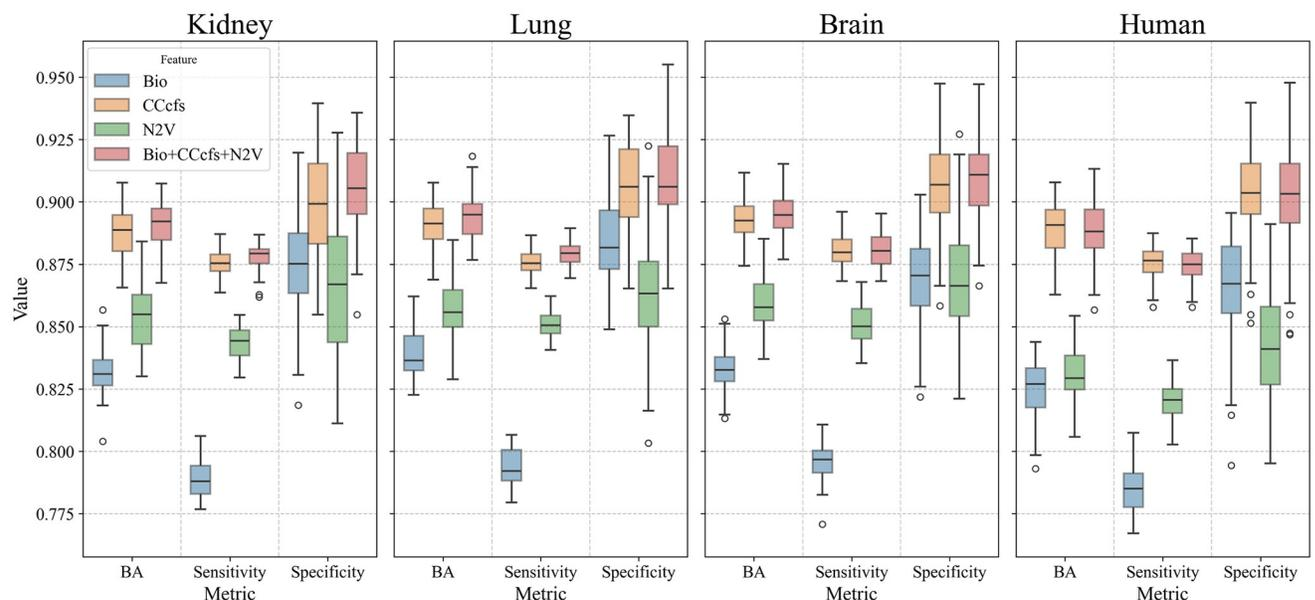 Kidney
Lung
Brain
Human
Feature
Bio
CCcfs
N2V
Bio+CCcfs+N2V
Value
0.950
0.925
0.900
0.875
0.850
0.825
0.800
0.775
BA Sensitivity Specificity
BA Sensitivity Specificity
BA Sensitivity Specificity
BA Sensitivity Specificity
Metric
Metric
Metric
Metric